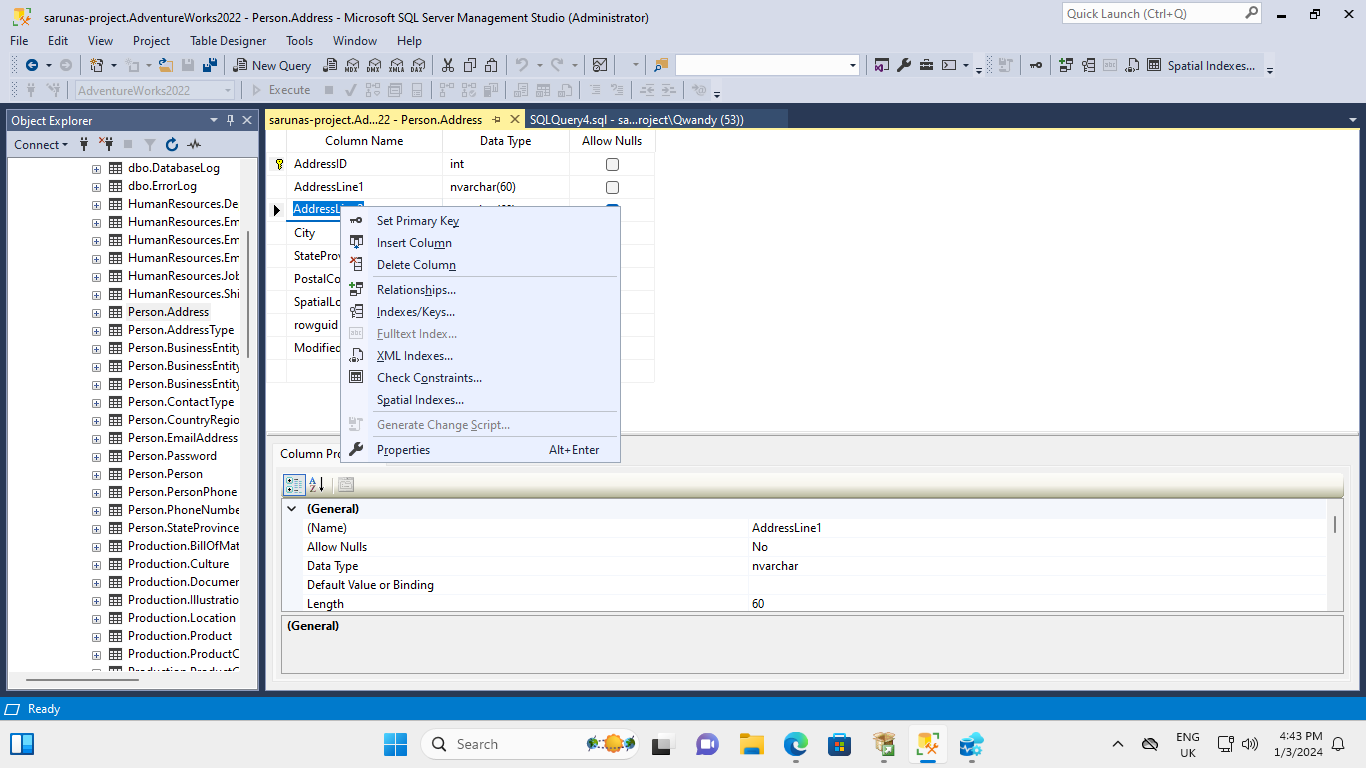 sarunas-project.AdventureWorks2022 - Person.Address - Microsoft SQL Server Management Studio (Administrator)
Quick Launch (Ctrl+Q)
File Edit View Project Table Designer Tools Window Help
New Query
MDX DMX XMLA DAX
Spatial Indexes...
AdventureWorks2022
Execute
Object Explorer
Connect
dbo.DatabaseLog
dbo.ErrorLog
HumanResources.De
HumanResources.Em
HumanResources.Em
HumanResources.Em
HumanResources.Job
HumanResources.Shi
Person.Address
Person.AddressType
Person.BusinessEntity
Person.BusinessEntity
Person.BusinessEntity
Person.ContactType
Person.CountryRegio
Person.EmailAddress
Person.Password
Person.Person
Person.PersonPhone
Person.PhoneNumbe
Person.StateProvince
Production.BillOfMat
Production.Culture
Production.Documer
Production.Illustratio
Production.Location
Production.Product
Production.ProductC
sarunas-project.Ad...22 - Person.Address
SQLQuery4.sql - sa...roject\Qwandy (53))
Column Name Data Type Allow Nulls
AddressID int
AddressLine1 nvarchar(60)
City
StateProv
PostalCo
SpatialLo
rowguid
Modified
Set Primary Key
Insert Column
Delete Column
Relationships...
Indexes/Keys...
Fulltext Index...
XML Indexes...
Check Constraints...
Spatial Indexes...
Generate Change Script...
Properties Alt+Enter
Column Pr
(General)
(Name) AddressLine1
Allow Nulls No
Data Type nvarchar
Default Value or Binding
Length 60
(General)
Ready
Search
ENG
UK
4:43 PM
1/3/2024